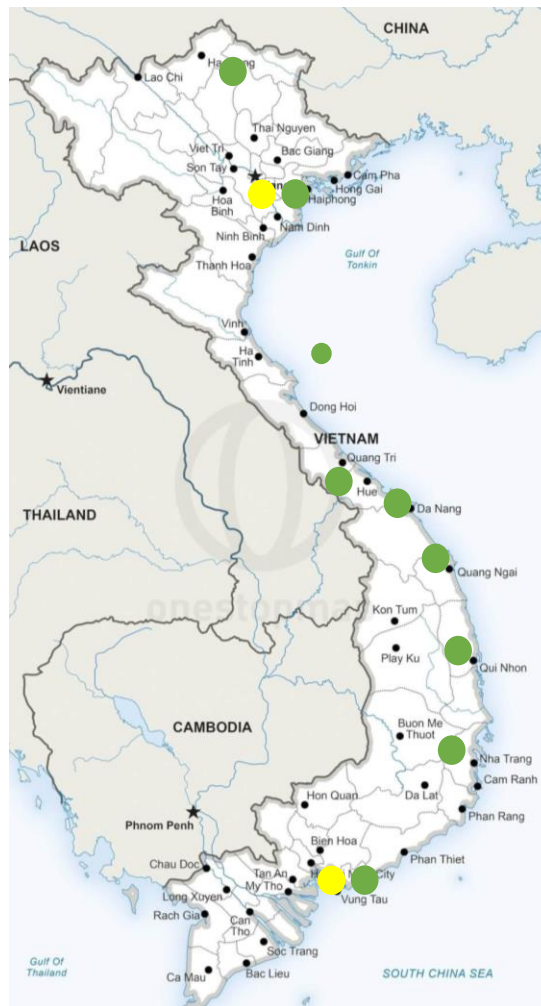 CHINA
Lao Chi
Thai Nguyen
Viet Tri
Bac Giang
Son Tay
Cam Pha
Hong Gai
Hoa
Binh
Haiphong
Nam Dinh
Ninh Binh
LAOS
Gulf Of
Tonkin
Thanh Hoa
Vinh
Ha
Tinh
Vientiane
Dong Hoi
VIETNAM
Quang Tri
Hue
THAILAND
Da Nang
Quang Ngai
Kon Tum
Play Ku
Qui Nhon
CAMBODIA
Buon Me
Thuot
Nha Trang
Cam Ranh
Da Lat
Hon Quan
Phan Rang
Phnom Penh
Bien Hoa
Phan Thiet
Chau Doc
Tan An
City
My Tho
Long Xuyen
Vung Tau
Rach Gia
Can
Tho
Soc Trang
Gulf Of
Thailand
Ca Mau
Bac Lieu
SOUTH CHINA SEA